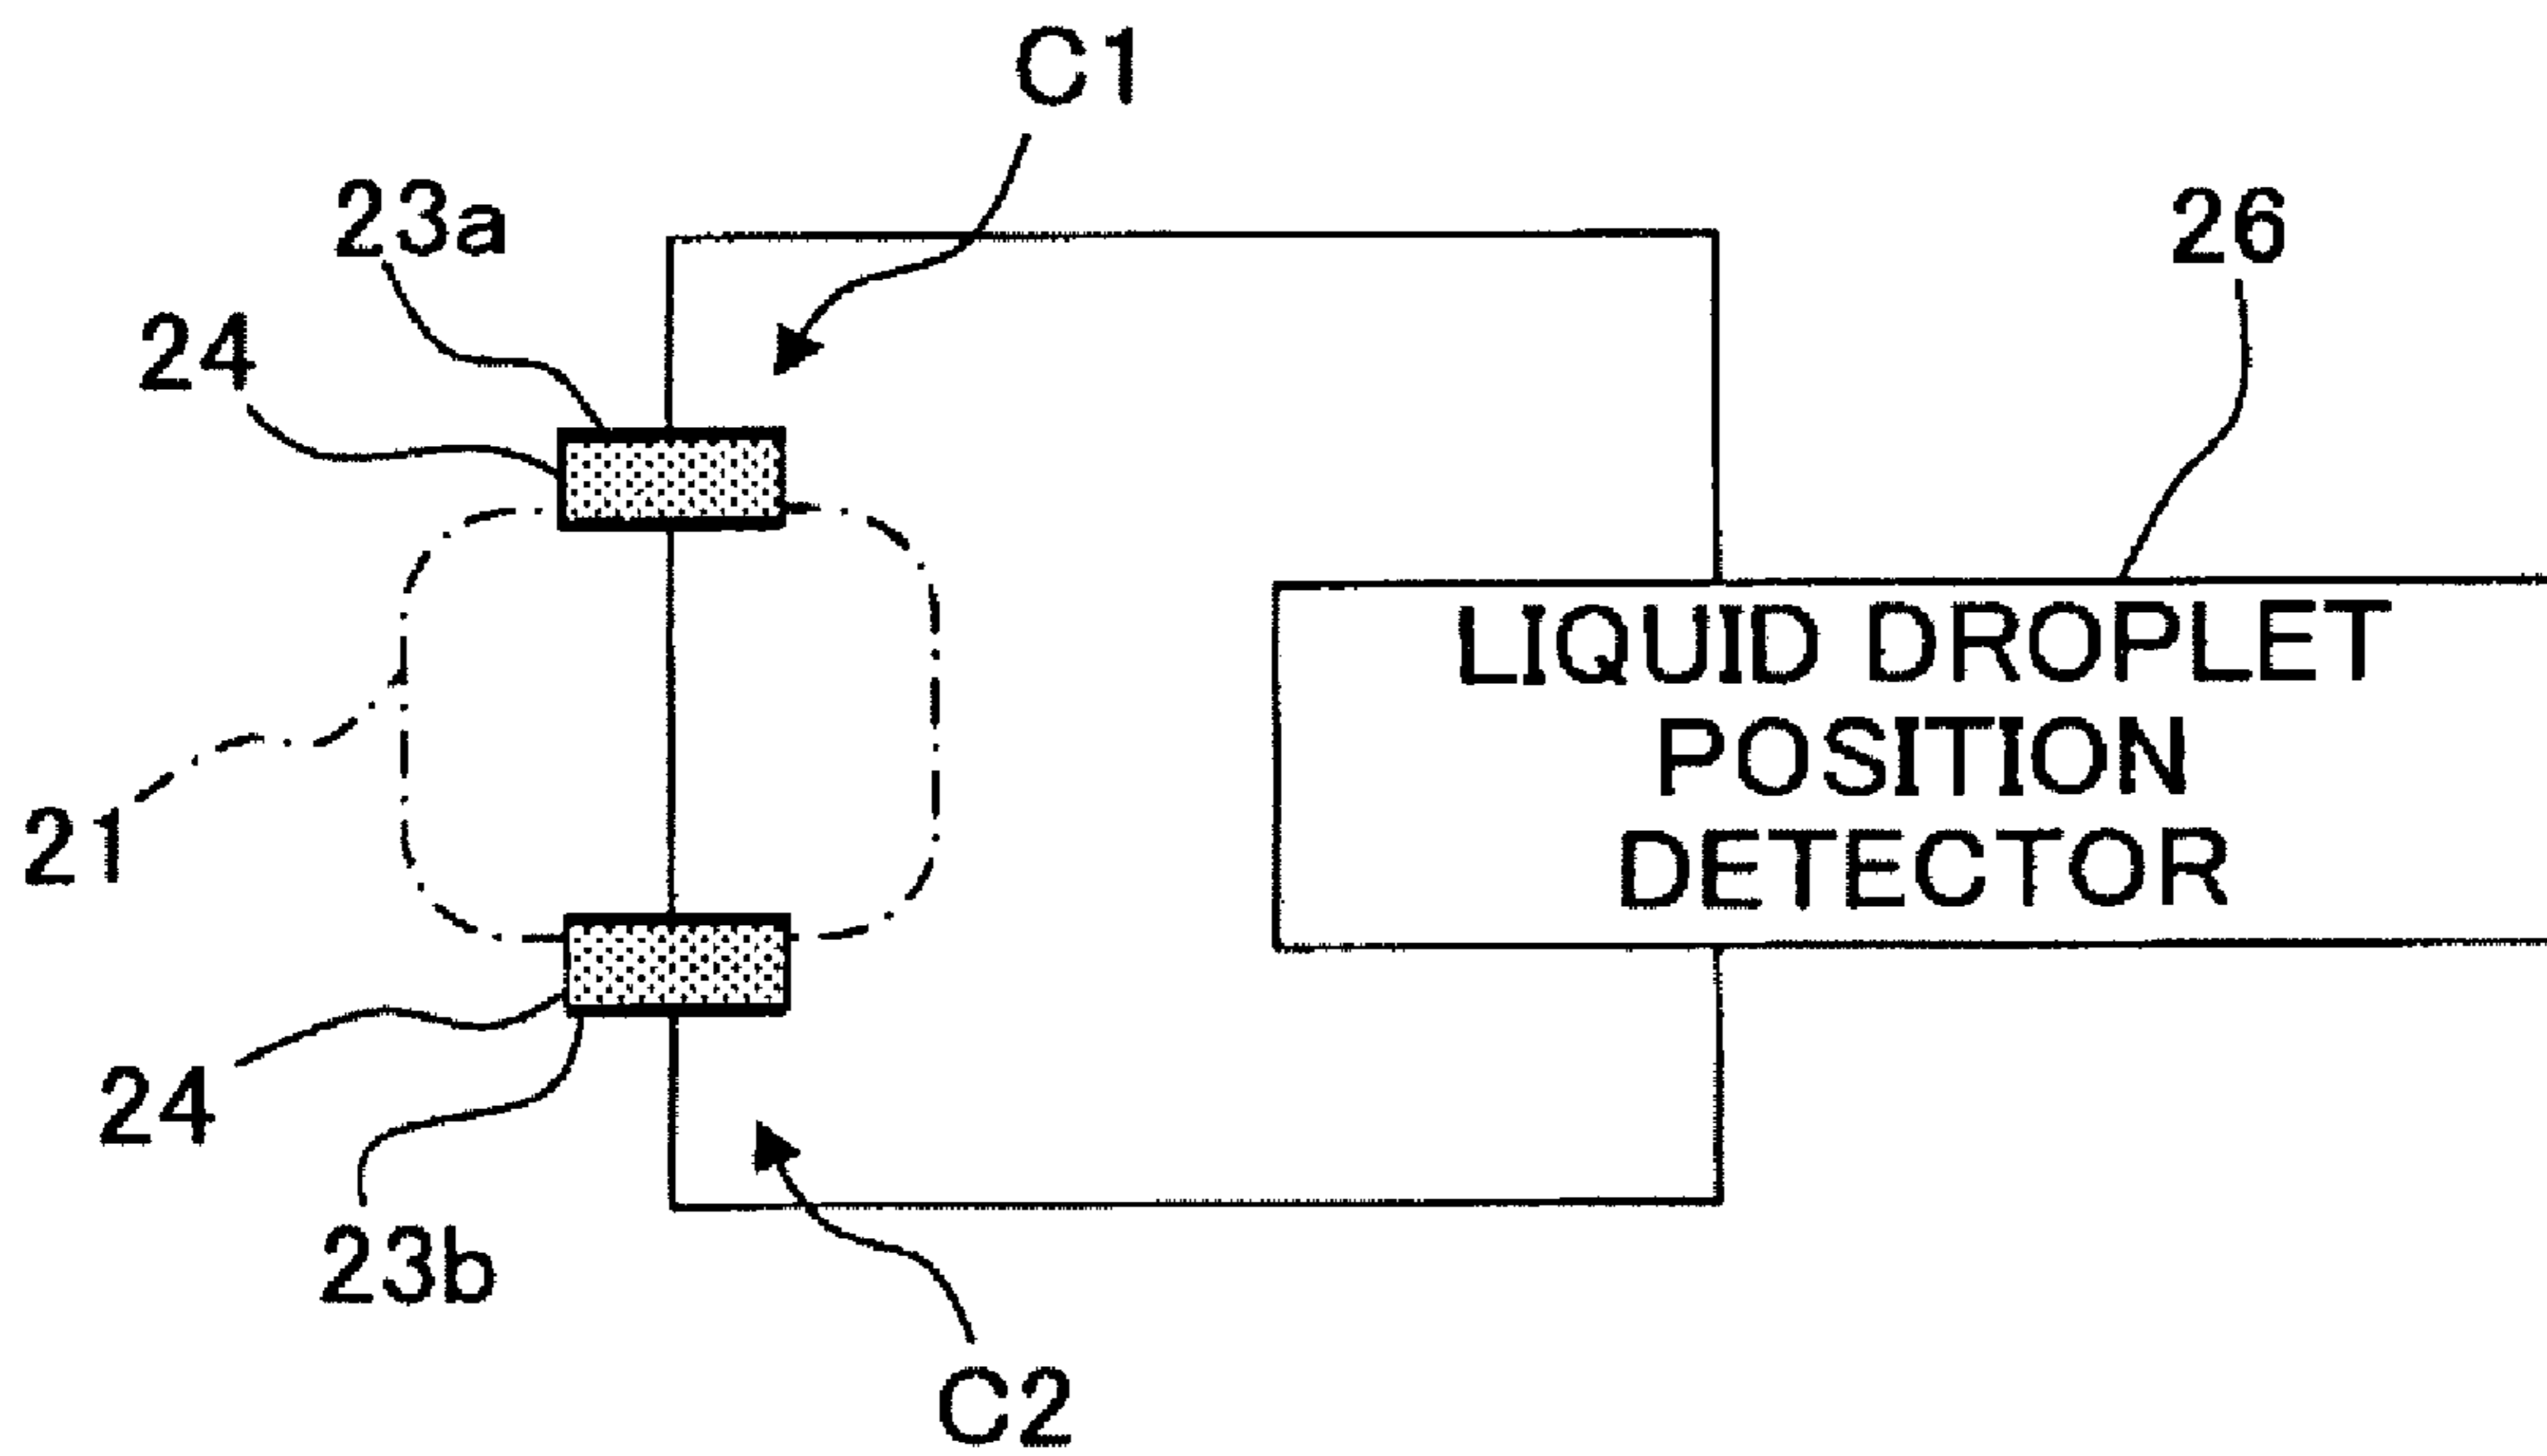 C1
23a
26
24
LIQUID DROPLET
POSITION
DETECTOR
21
24
23b
C2